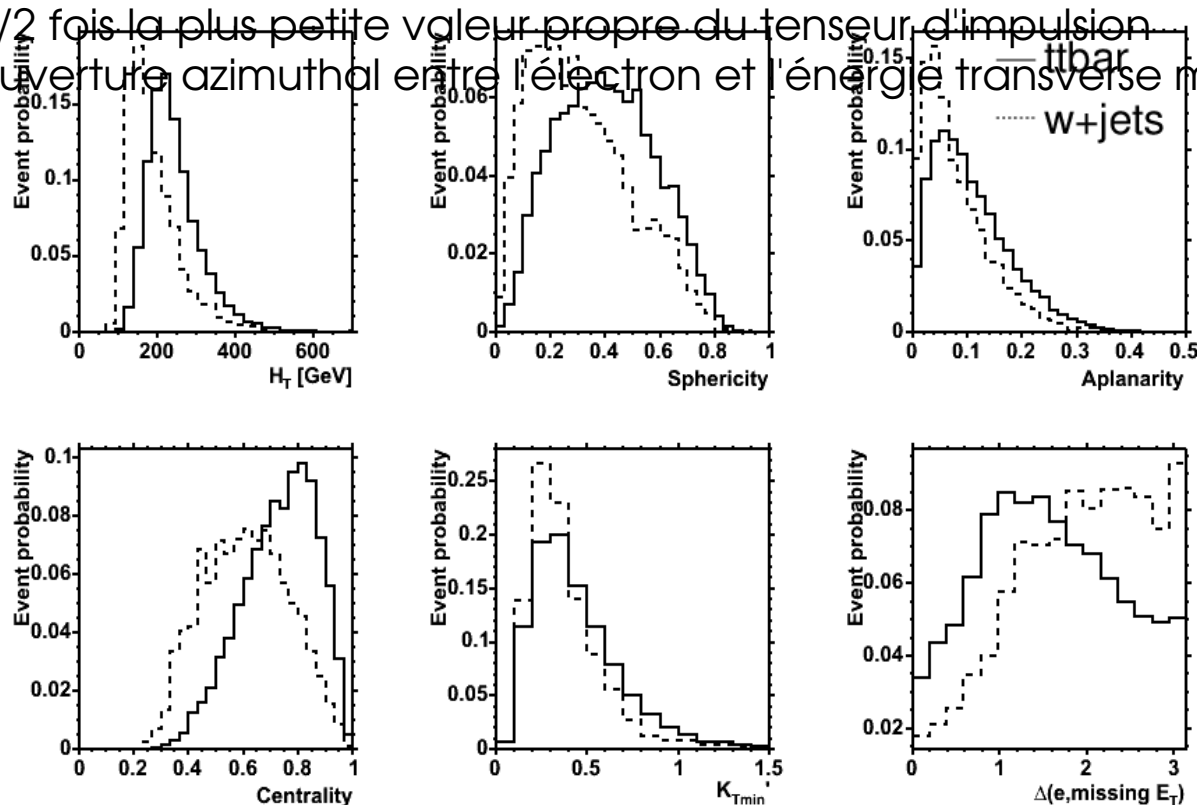 /2 fois la plus petite valeur propre du tenseur d'impulsion
uverture azimuthal entre l'électron et l'énergie transverse m
ttbar
w+jets
Event probability
0.15
0.1
0.05
0
0 200 400 600
H_T [GeV]
Event probability
0.06
0.04
0.02
0
0 0.2 0.4 0.6 0.8 1
Sphericity
Event probability
0.15
0.1
0.05
0
0 0.1 0.2 0.3 0.4 0.5
Aplanarity
Event probability
0.1
0.08
0.06
0.04
0.02
0
0 0.2 0.4 0.6 0.8 1
Centrality
Event probability
0.25
0.2
0.15
0.1
0.05
0
0 0.5 1 1.5
K_Tmin'
Event probability
0.08
0.06
0.04
0.02
0 1 2 3
Δ(e,missing E_T)